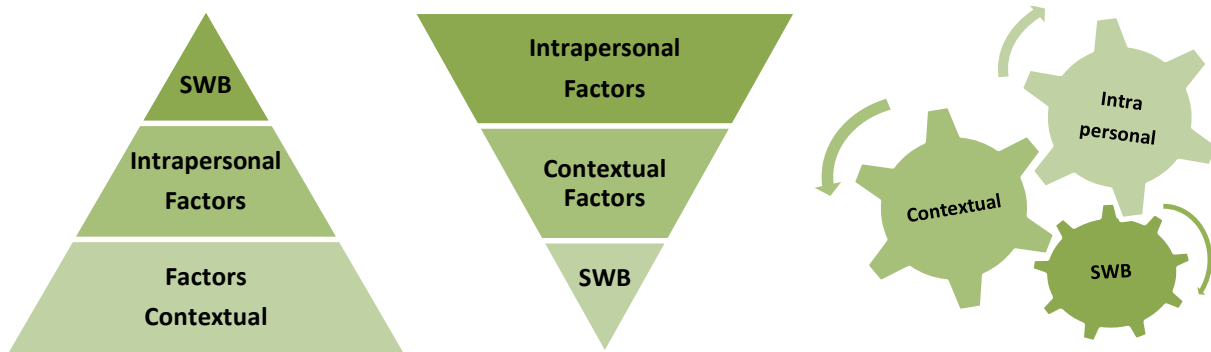 SWB
Intrapersonal
Factors
Factors
Contextual
Intrapersonal
Factors
Contextual
Factors
SWB
Intra
personal
Contextual
SWB